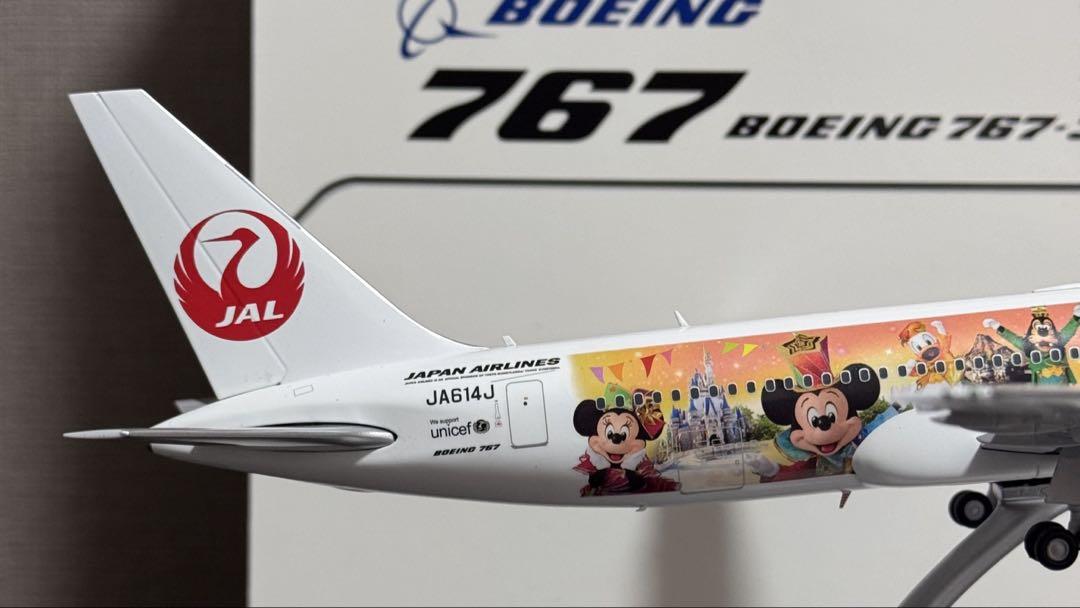 BOEING
767 BOEING 767-3
JAL
JAPAN AIRLINES
JA614J
We support
unicef
BOEING 767